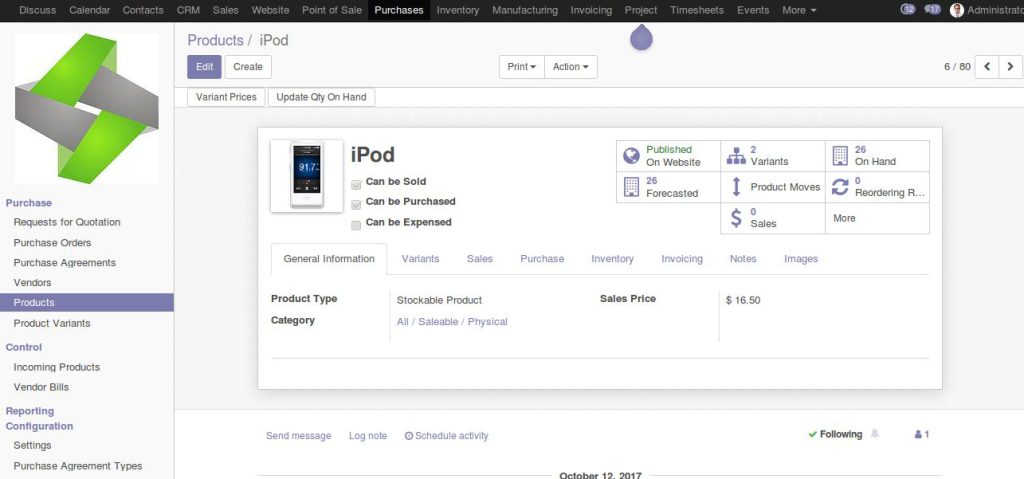 Discuss Calendar Contacts CRM Sales Website Point of Sale Purchases Inventory Manufacturing Invoicing Project Timesheets Events More 12 17 Administrato
Products / iPod
Edit Create Print Action 6 / 80
Variant Prices Update Qty On Hand
iPod
Can be Sold
Can be Purchased
Can be Expensed
91.7
Published On Website
2 Variants
26 On Hand
26 Forecasted
Product Moves
0 Reordering R...
0 Sales
More
General Information Variants Sales Purchase Inventory Invoicing Notes Images
Product Type Stockable Product Sales Price $ 16.50
Category All / Saleable / Physical
Purchase
Requests for Quotation
Purchase Orders
Purchase Agreements
Vendors
Products
Product Variants
Control
Incoming Products
Vendor Bills
Reporting
Configuration
Settings
Purchase Agreement Types
Send message Log note Schedule activity Following 1
October 12, 2017